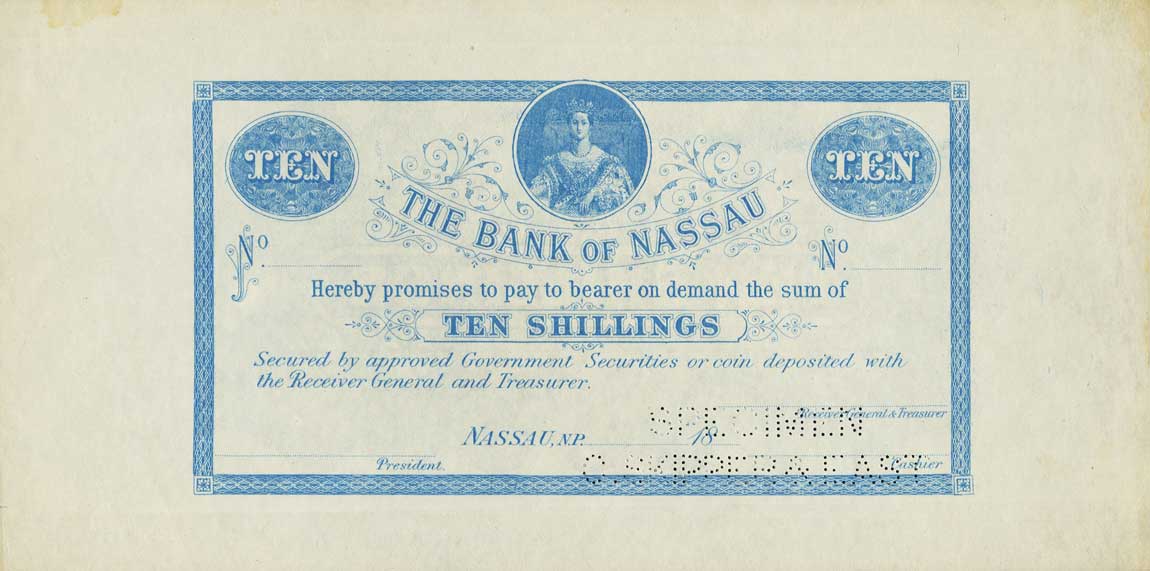 TEN
TEN
THE BANK OF NASSAU
No.
No.
Hereby promises to pay to bearer on demand the sum of
TEN SHILLINGS
Secured by approved Government Securities or coin deposited with
the Receiver General and Treasurer.
Receiver General & Treasurer
SPECIMEN
NASSAU, N.P. 18
President.
Cashier
C. SKIPPER & EAST